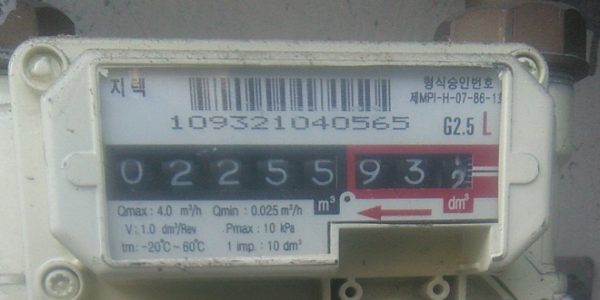 지텍
형식승인번호
제MPI-H-07-86-1
109321040565
G2.5 L
02255 932
m³
dm³
Qmax : 4.0 m³/h Qmin : 0.025 m³/h
V : 1.0 dm³/Rev Pmax : 10 kPa
tm : -20℃ ~ 60℃ 1 imp. : 10 dm³